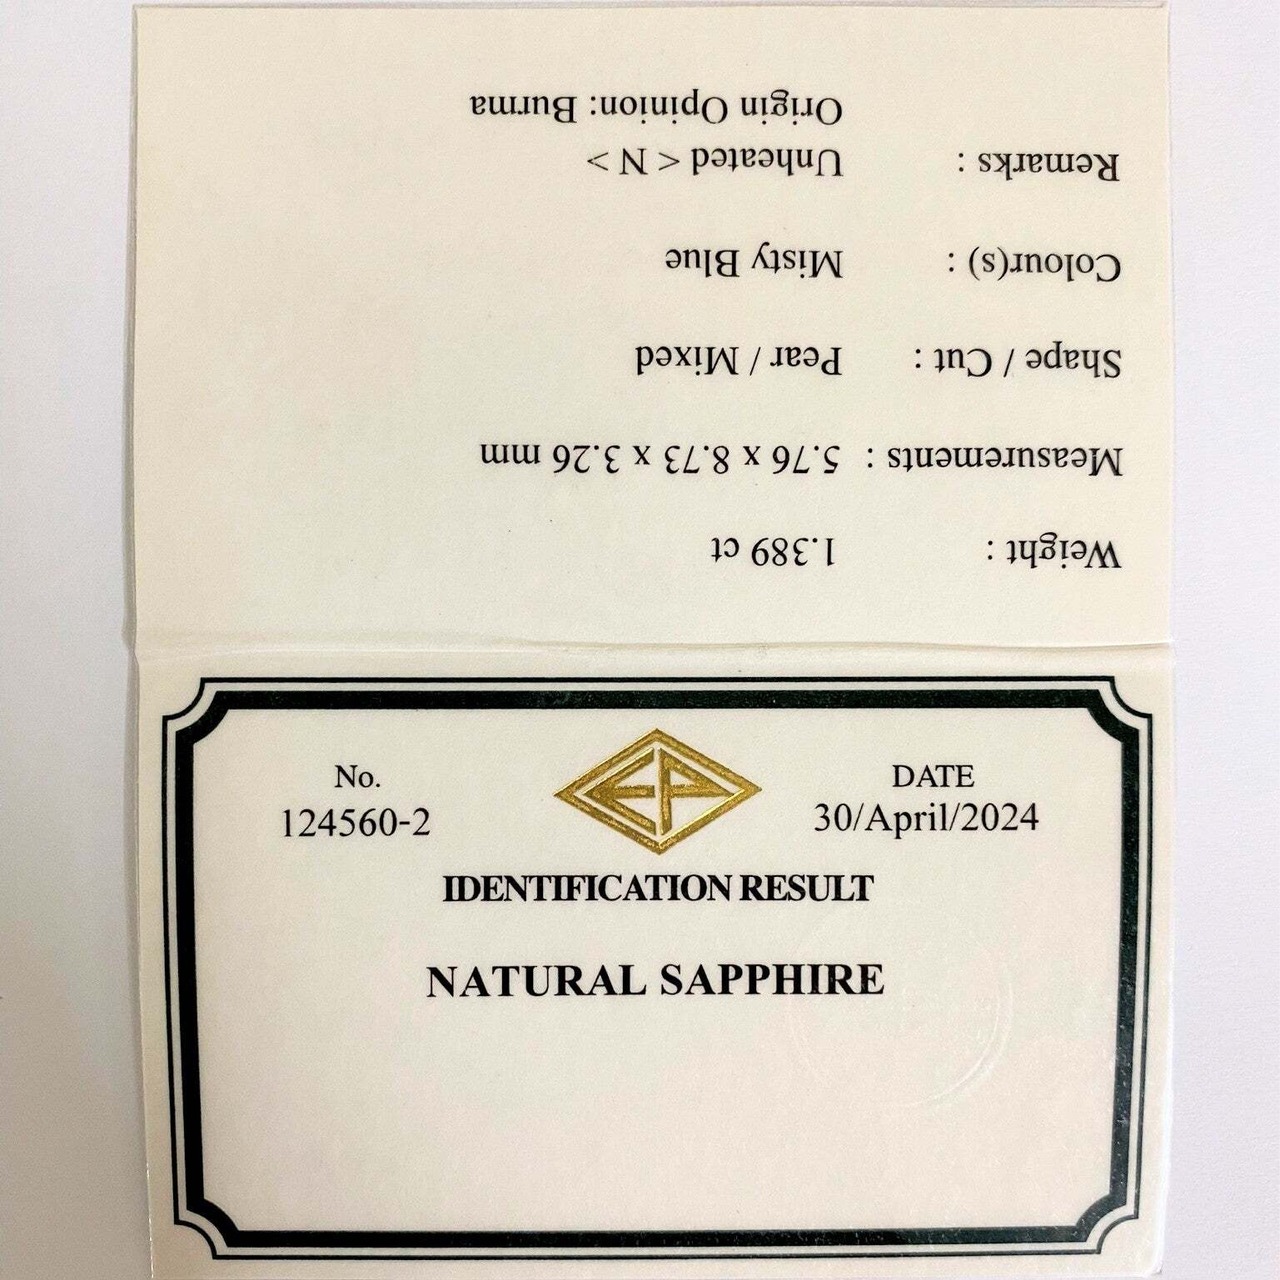 No.
124560-2
EP
DATE
30/April/2024
IDENTIFICATION RESULT
NATURAL SAPPHIRE
Weight : 1.389 ct
Measurements : 5.76 x 8.73 x 3.26 mm
Shape / Cut : Pear / Mixed
Colour(s) : Misty Blue
Remarks : Unheated < N >
Origin Opinion: Burma